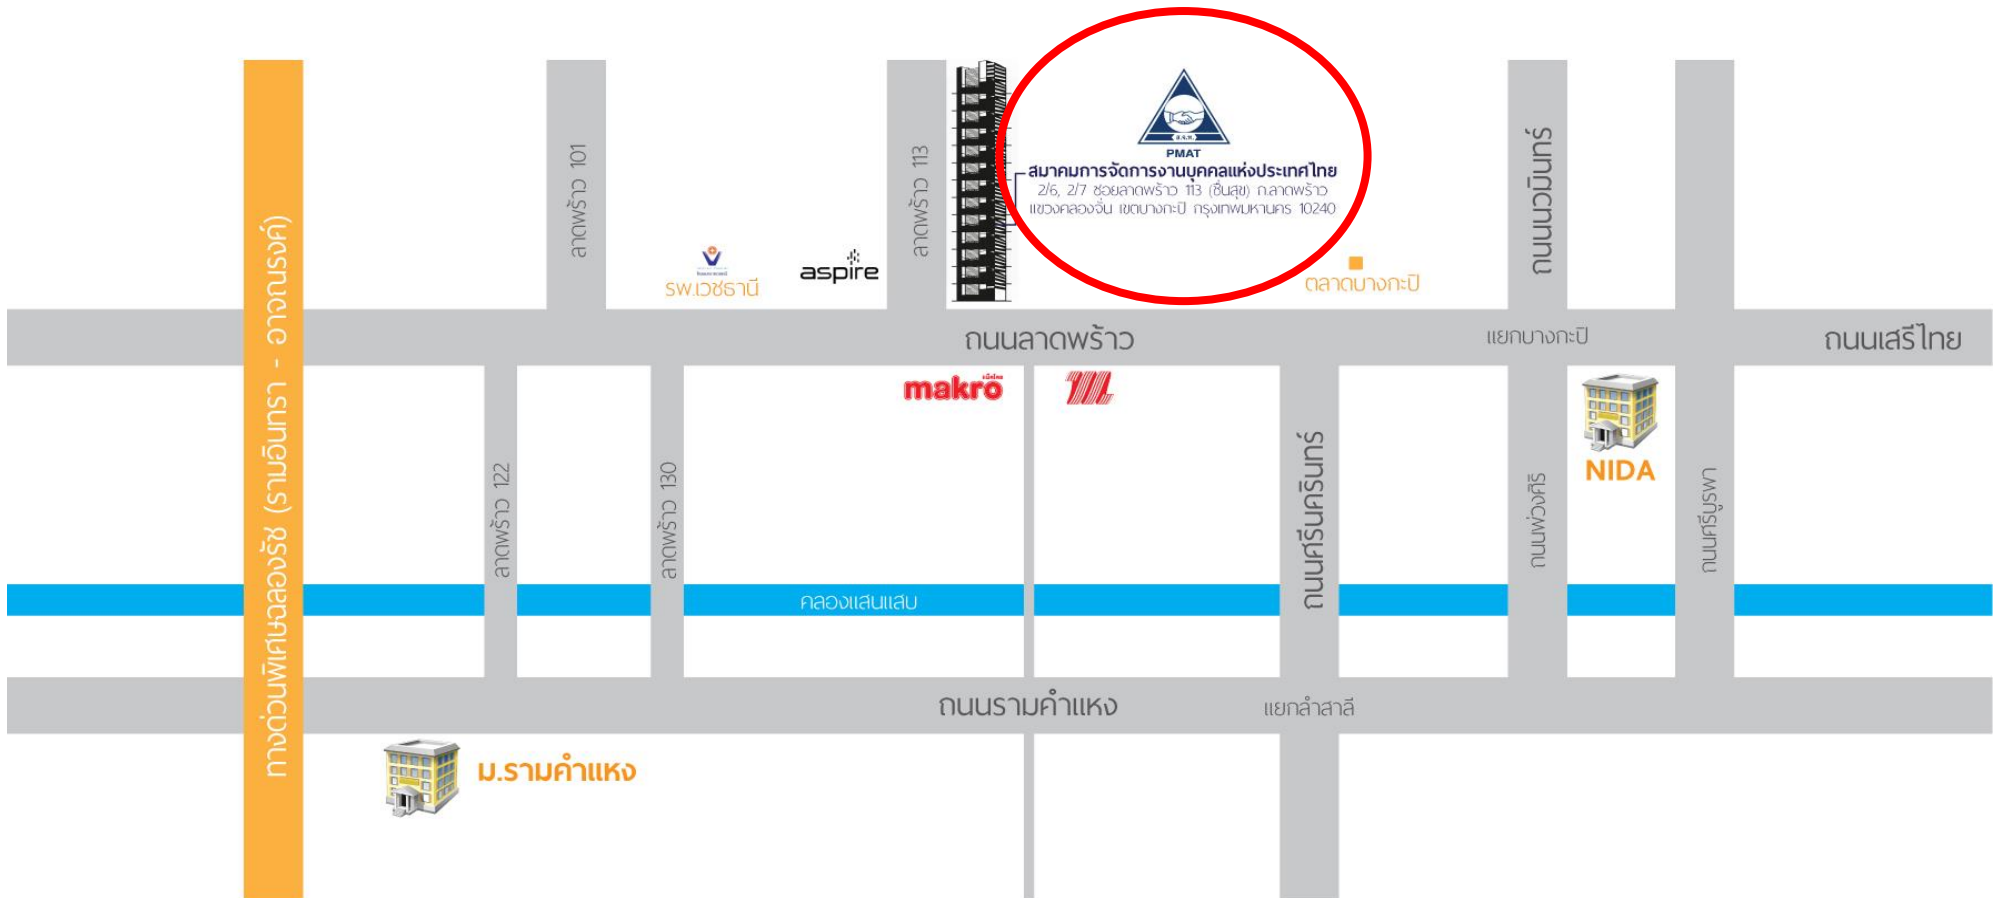 PMAT
สมาคมการจัดการงานบุคคลแห่งประเทศไทย
2/6, 2/7 ซอยลาดพร้าว 113 (ชื่นสุข) ถ.ลาดพร้าว
แขวงคลองจั่น เขตบางกะปิ กรุงเทพมหานคร 10240
ทางด่วนพิเศษฉลองรัช (รามอินทรา - อาจณรงค์)
ลาดพร้าว 101
รพ.เวชธานี
aspire
ลาดพร้าว 113
ตลาดบางกะปิ
ถนนนวมินทร์
ถนนลาดพร้าว
แยกบางกะปิ
ถนนเสรีไทย
makro
ลาดพร้าว 122
ลาดพร้าว 130
ถนนศรีนครินทร์
ถนนพ่วงศิริ
NIDA
ถนนศรีบูรพา
คลองแสนแสบ
ถนนรามคำแหง
แยกลำสาลี
ม.รามคำแหง